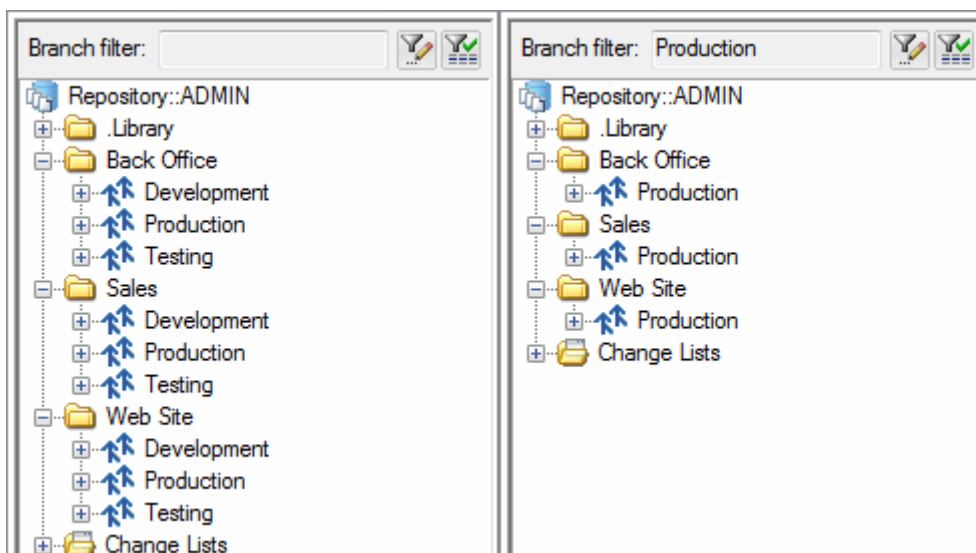 Branch filter:
Repository::ADMIN
.Library
Back Office
Development
Production
Testing
Sales
Development
Production
Testing
Web Site
Development
Production
Testing
Change Lists
Branch filter: Production
Repository::ADMIN
.Library
Back Office
Production
Sales
Production
Web Site
Production
Change Lists